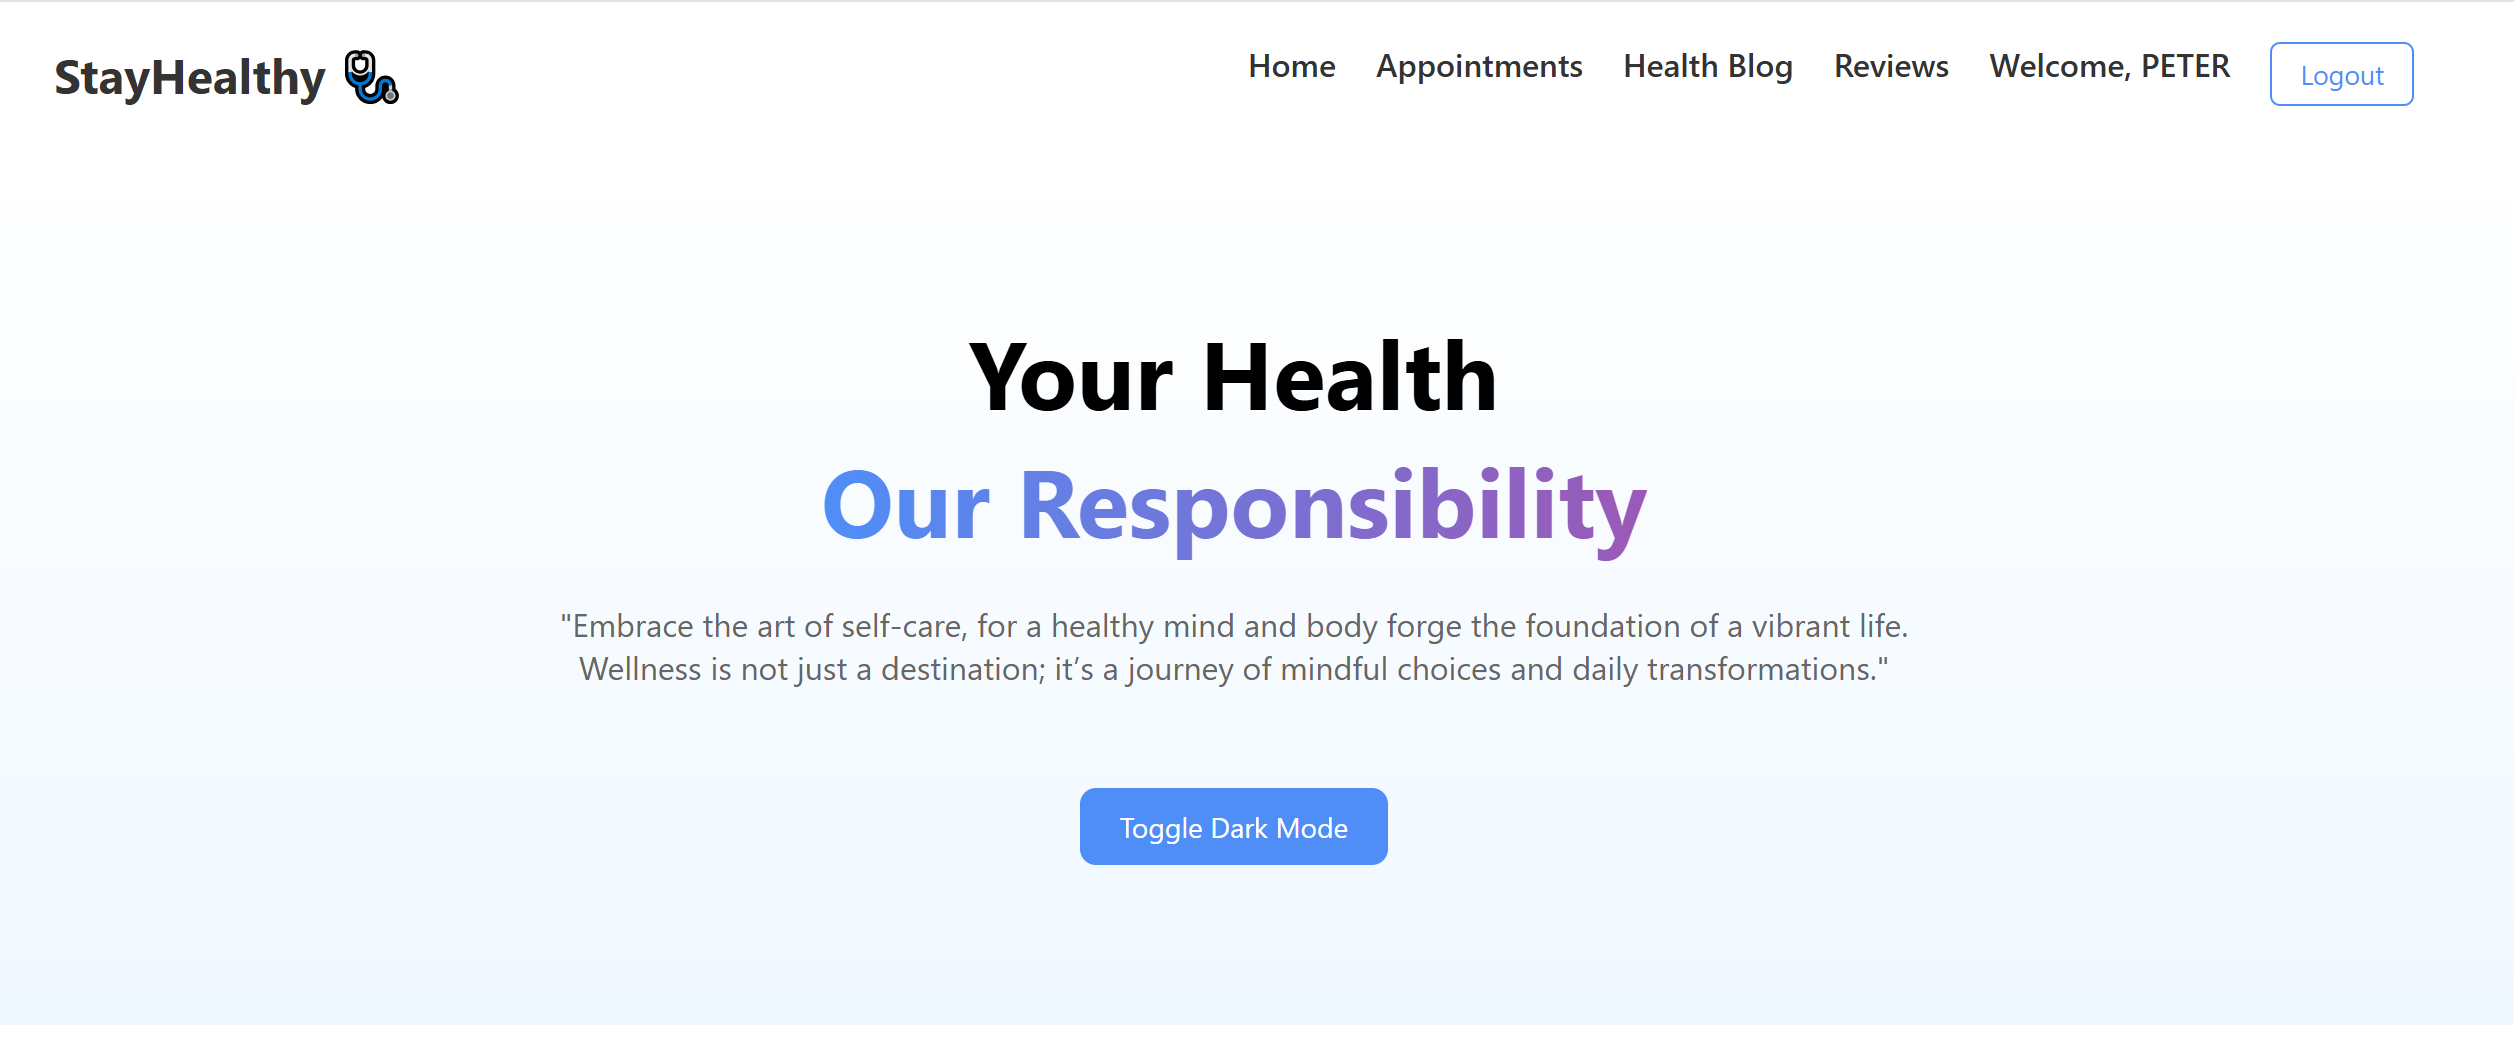 StayHealthy
Home Appointments Health Blog Reviews Welcome, PETER Logout
Your Health
Our Responsibility
"Embrace the art of self-care, for a healthy mind and body forge the foundation of a vibrant life.
Wellness is not just a destination; it’s a journey of mindful choices and daily transformations."
Toggle Dark Mode